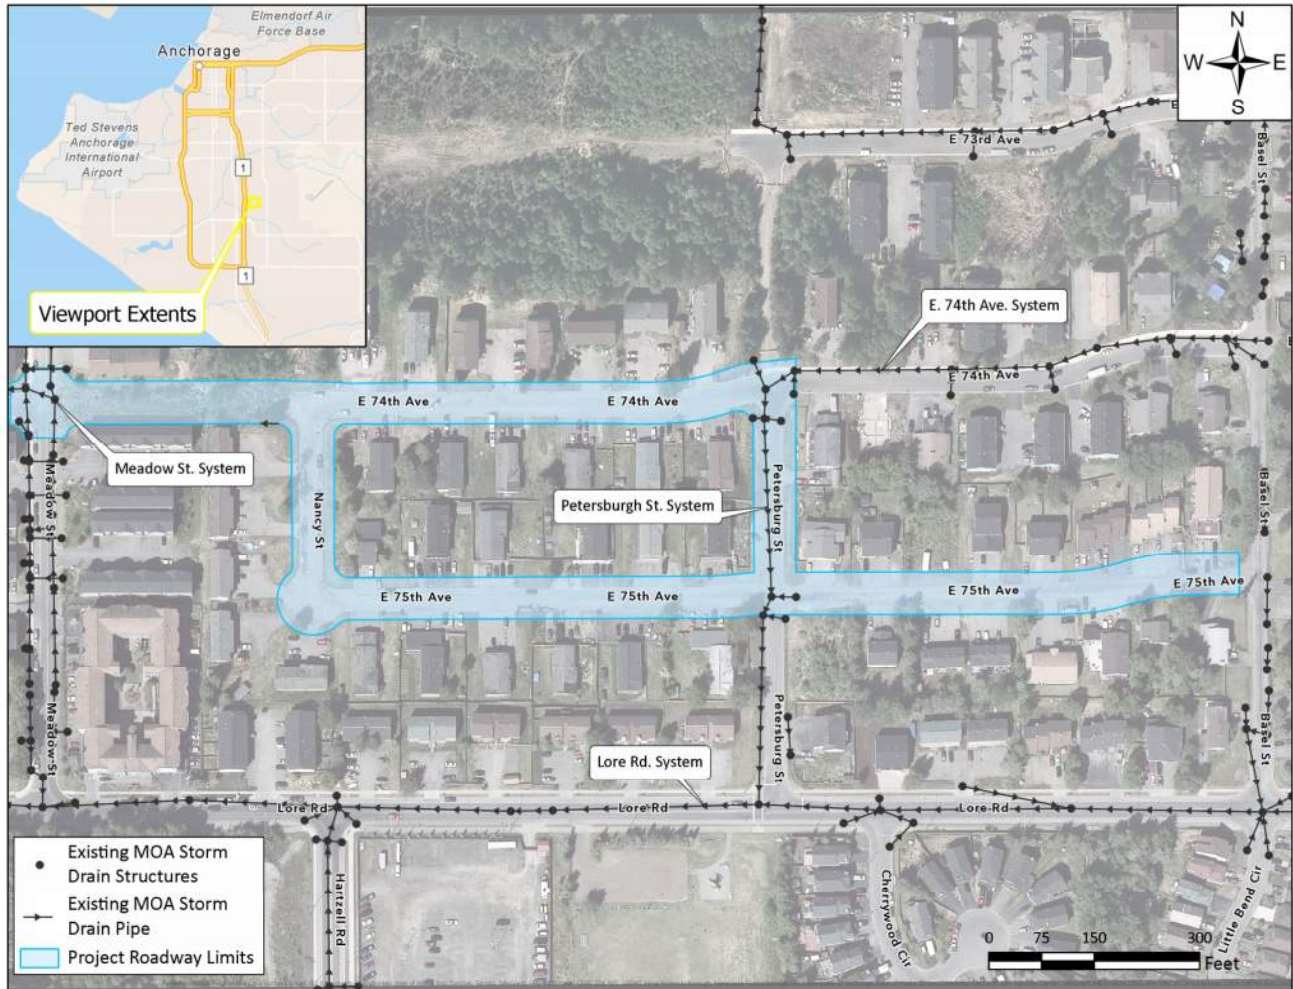 Elmendorf Air
Force Base
Anchorage
Ted Stevens
Anchorage
International
Airport
1
1
Viewport Extents
N
W E
S
E 73rd Ave
E
Basel St
E. 74th Ave. System
E 74th Ave
E 74th Ave
E 74th Ave
E
Meadow St. System
Meadow St
Nancy St
Petersburgh St. System
Petersburg St
Basel St
E 75th Ave
E 75th Ave
E 75th Ave
E 75th Ave
Meadow St
Petersburg St
Basel St
Lore Rd. System
Lore Rd
Lore Rd
Lore Rd
Hartzell Rd
Cherrywood Cir
Little Bend Cir
Existing MOA Storm
Drain Structures
Existing MOA Storm
Drain Pipe
Project Roadway Limits
0 75 150 300
Feet